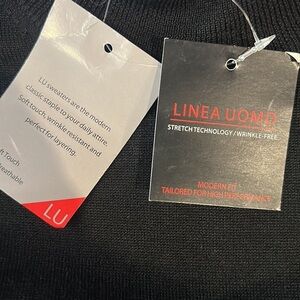 LU sweaters are the modern
classic staple to your daily attire.
Soft touch, wrinkle resistant and
perfect for layering.
Touch
LU
LINEA UOMO
STRETCH TECHNOLOGY / WRINKLE-FREE
MODERN FIT
TAILORED FOR HIGH PERFORMANCE